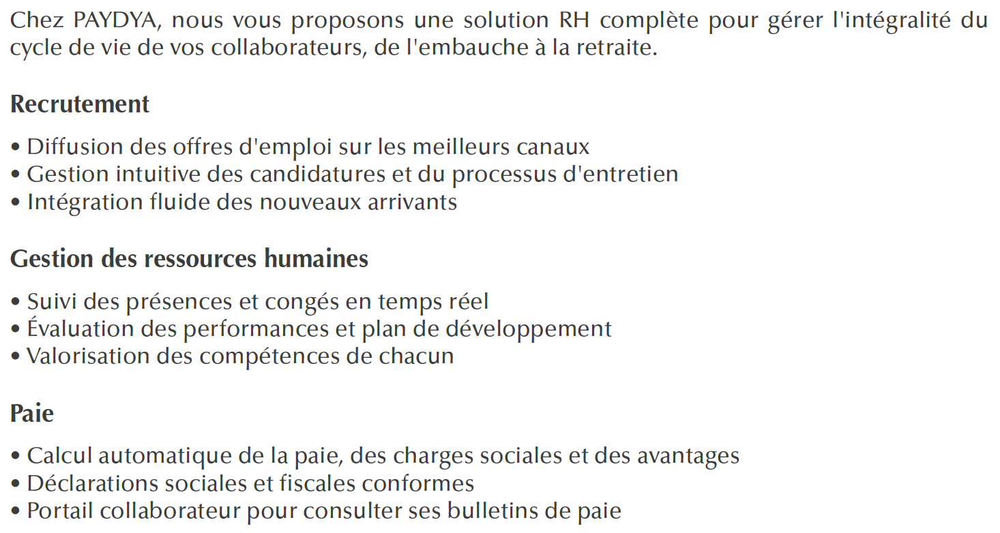 Chez PAYDYA, nous vous proposons une solution RH complète pour gérer l'intégralité du
cycle de vie de vos collaborateurs, de l'embauche à la retraite.
Recrutement
• Diffusion des offres d'emploi sur les meilleurs canaux
• Gestion intuitive des candidatures et du processus d'entretien
• Intégration fluide des nouveaux arrivants
Gestion des ressources humaines
• Suivi des présences et congés en temps réel
• Évaluation des performances et plan de développement
• Valorisation des compétences de chacun
Paie
• Calcul automatique de la paie, des charges sociales et des avantages
• Déclarations sociales et fiscales conformes
• Portail collaborateur pour consulter ses bulletins de paie